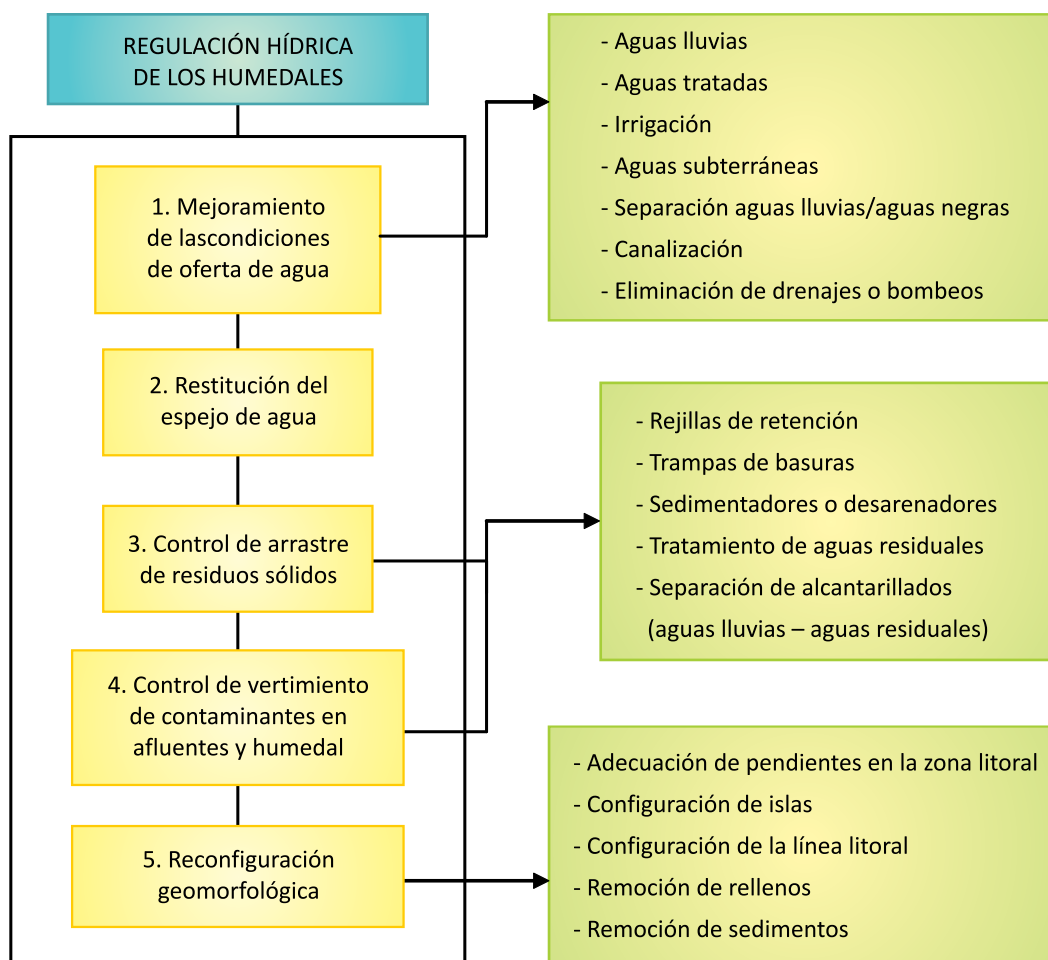 REGULACIÓN HÍDRICA
DE LOS HUMEDALES
1. Mejoramiento
de lascondiciones
de oferta de agua
- Aguas lluvias
- Aguas tratadas
- Irrigación
- Aguas subterráneas
- Separación aguas lluvias/aguas negras
- Canalización
- Eliminación de drenajes o bombeos
2. Restitución del
espejo de agua
3. Control de arrastre
de residuos sólidos
4. Control de vertimiento
de contaminantes en
afluentes y humedal
- Rejillas de retención
- Trampas de basuras
- Sedimentadores o desarenadores
- Tratamiento de aguas residuales
- Separación de alcantarillados
(aguas lluvias – aguas residuales)
5. Reconfiguración
geomorfológica
- Adecuación de pendientes en la zona litoral
- Configuración de islas
- Configuración de la línea litoral
- Remoción de rellenos
- Remoción de sedimentos